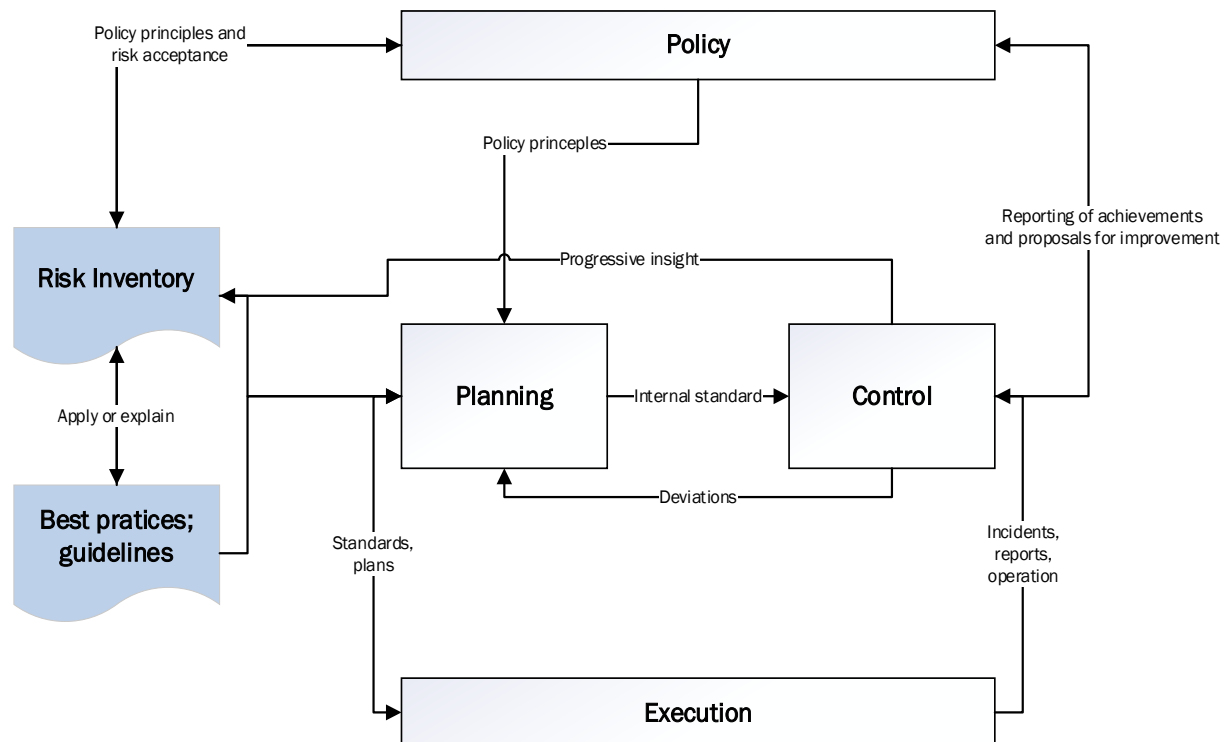 Policy principles and
risk acceptance
Policy
Policy princeples
Reporting of achievements
and proposals for improvement
Progressive insight
Risk Inventory
Planning
Internal standard
Control
Apply or explain
Deviations
Best pratices;
guidelines
Standards,
plans
Incidents,
reports,
operation
Execution